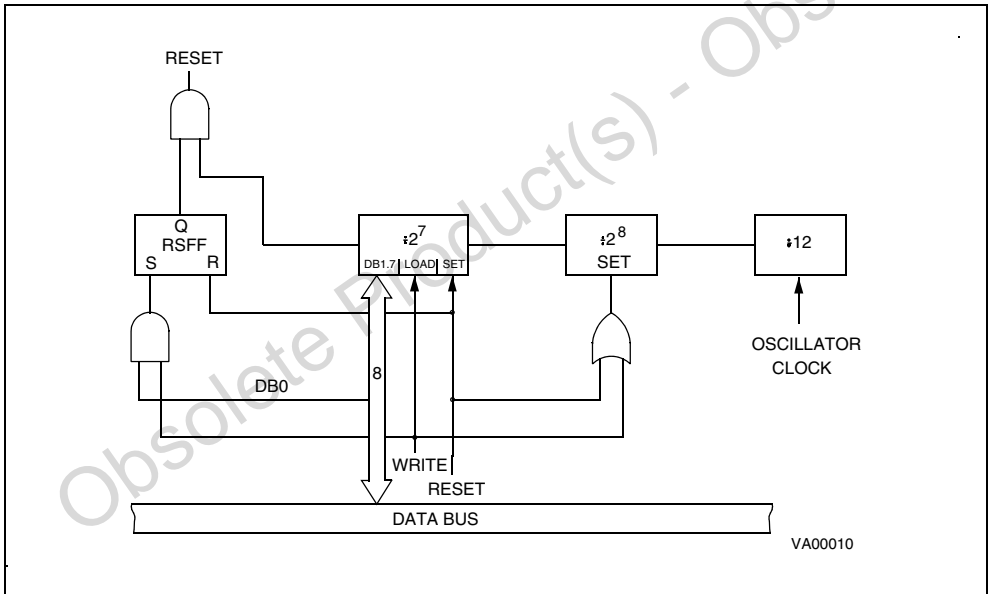 RESET
Q
RSFF
S R
÷2⁷
DB1.7 LOAD SET
÷2⁸
SET
÷12
OSCILLATOR
CLOCK
DB0
8
WRITE
RESET
DATA BUS
VA00010
Obsolete Product(s) - Obs